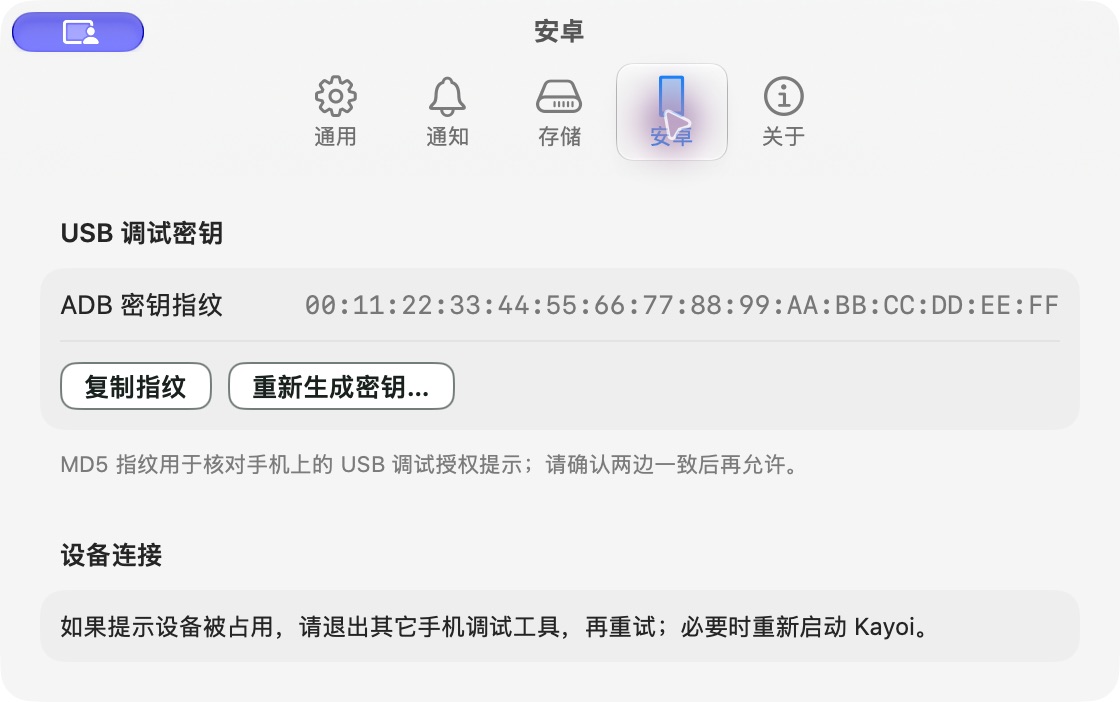 安卓
通用
通知
存储
安卓
关于
USB 调试密钥
ADB 密钥指纹 00:11:22:33:44:55:66:77:88:99:AA:BB:CC:DD:EE:FF
复制指纹 重新生成密钥...
MD5 指纹用于核对手机上的 USB 调试授权提示；请确认两边一致后再允许。
设备连接
如果提示设备被占用，请退出其它手机调试工具，再重试；必要时重新启动 Kayoi。